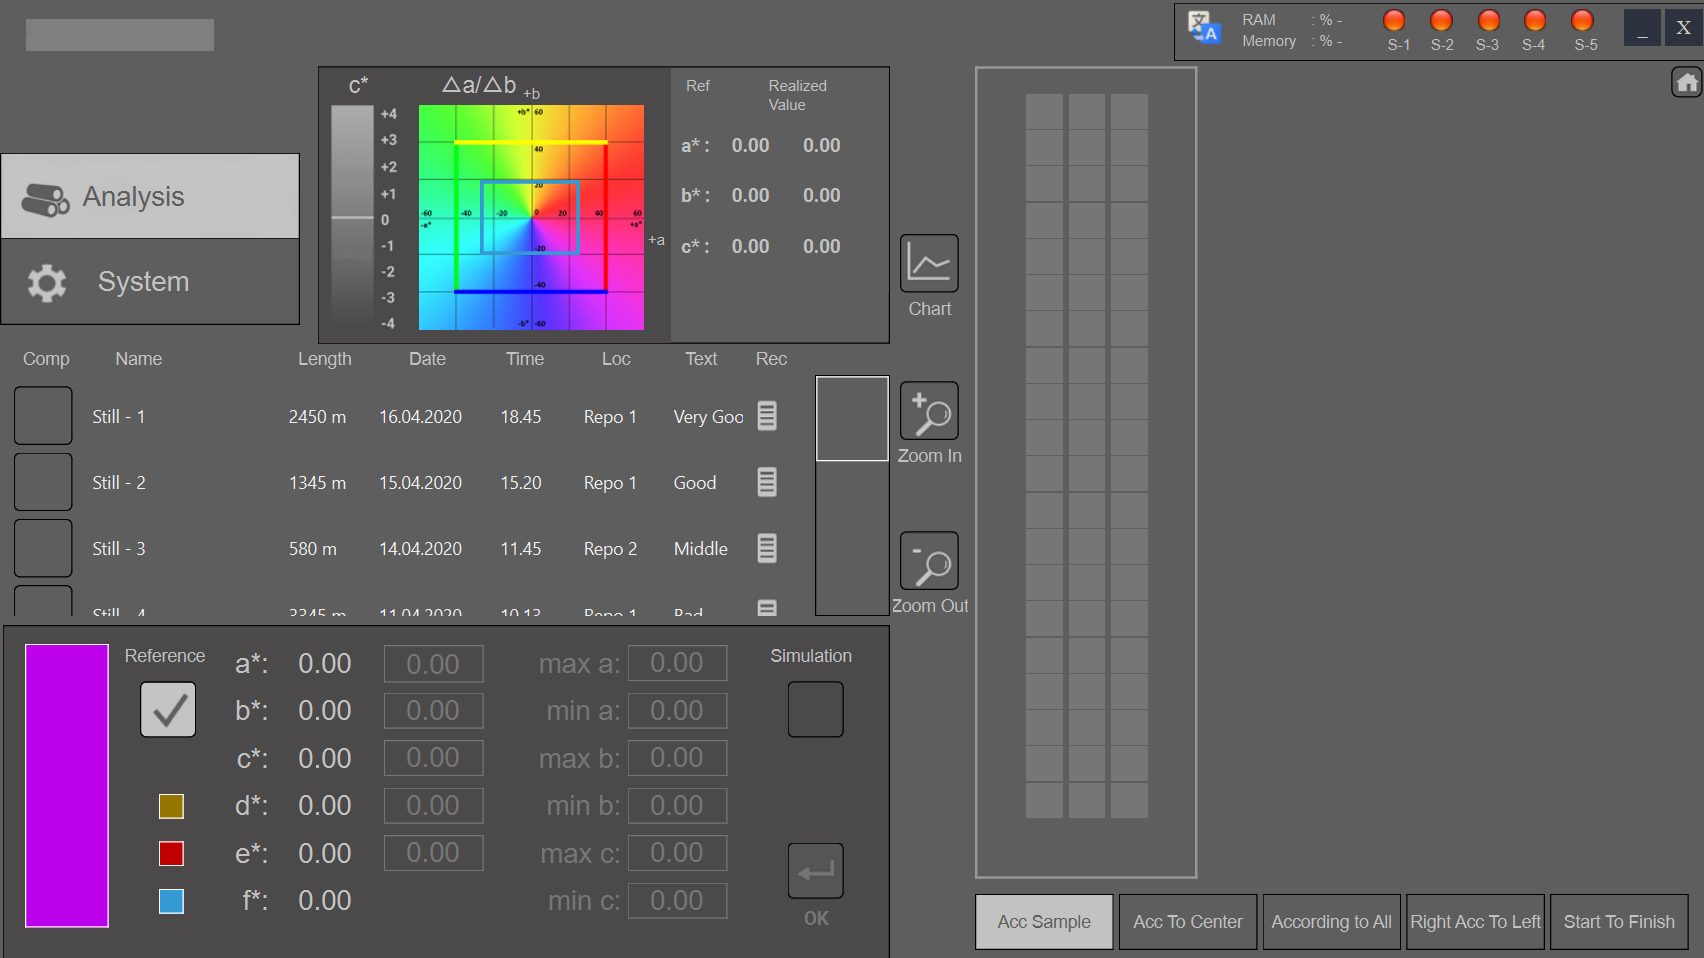 RAM : % -
Memory : % -
S-1 S-2 S-3 S-4 S-5
_ X
文 A
c* △a/△b +b
+4
+3
+2
+1
0
-1
-2
-3
-4
+b* 60
40
20
-60 -40 -20 0 20 40 60
-a* +a*
-20
-40
-b* -60
+a
Ref Realized
Value
a* : 0.00 0.00
b* : 0.00 0.00
c* : 0.00 0.00
Analysis
System
Chart
Zoom In
Zoom Out
Comp Name Length Date Time Loc Text Rec
Still - 1 2450 m 16.04.2020 18.45 Repo 1 Very Goo
Still - 2 1345 m 15.04.2020 15.20 Repo 1 Good
Still - 3 580 m 14.04.2020 11.45 Repo 2 Middle
Still - 4 3345 m 11.04.2020 10.13 Repo 1 Bad
Reference a*: 0.00 0.00 max a: 0.00 Simulation
b*: 0.00 0.00 min a: 0.00
c*: 0.00 0.00 max b: 0.00
d*: 0.00 0.00 min b: 0.00
e*: 0.00 0.00 max c: 0.00
f*: 0.00 min c: 0.00 OK
Acc Sample Acc To Center According to All Right Acc To Left Start To Finish